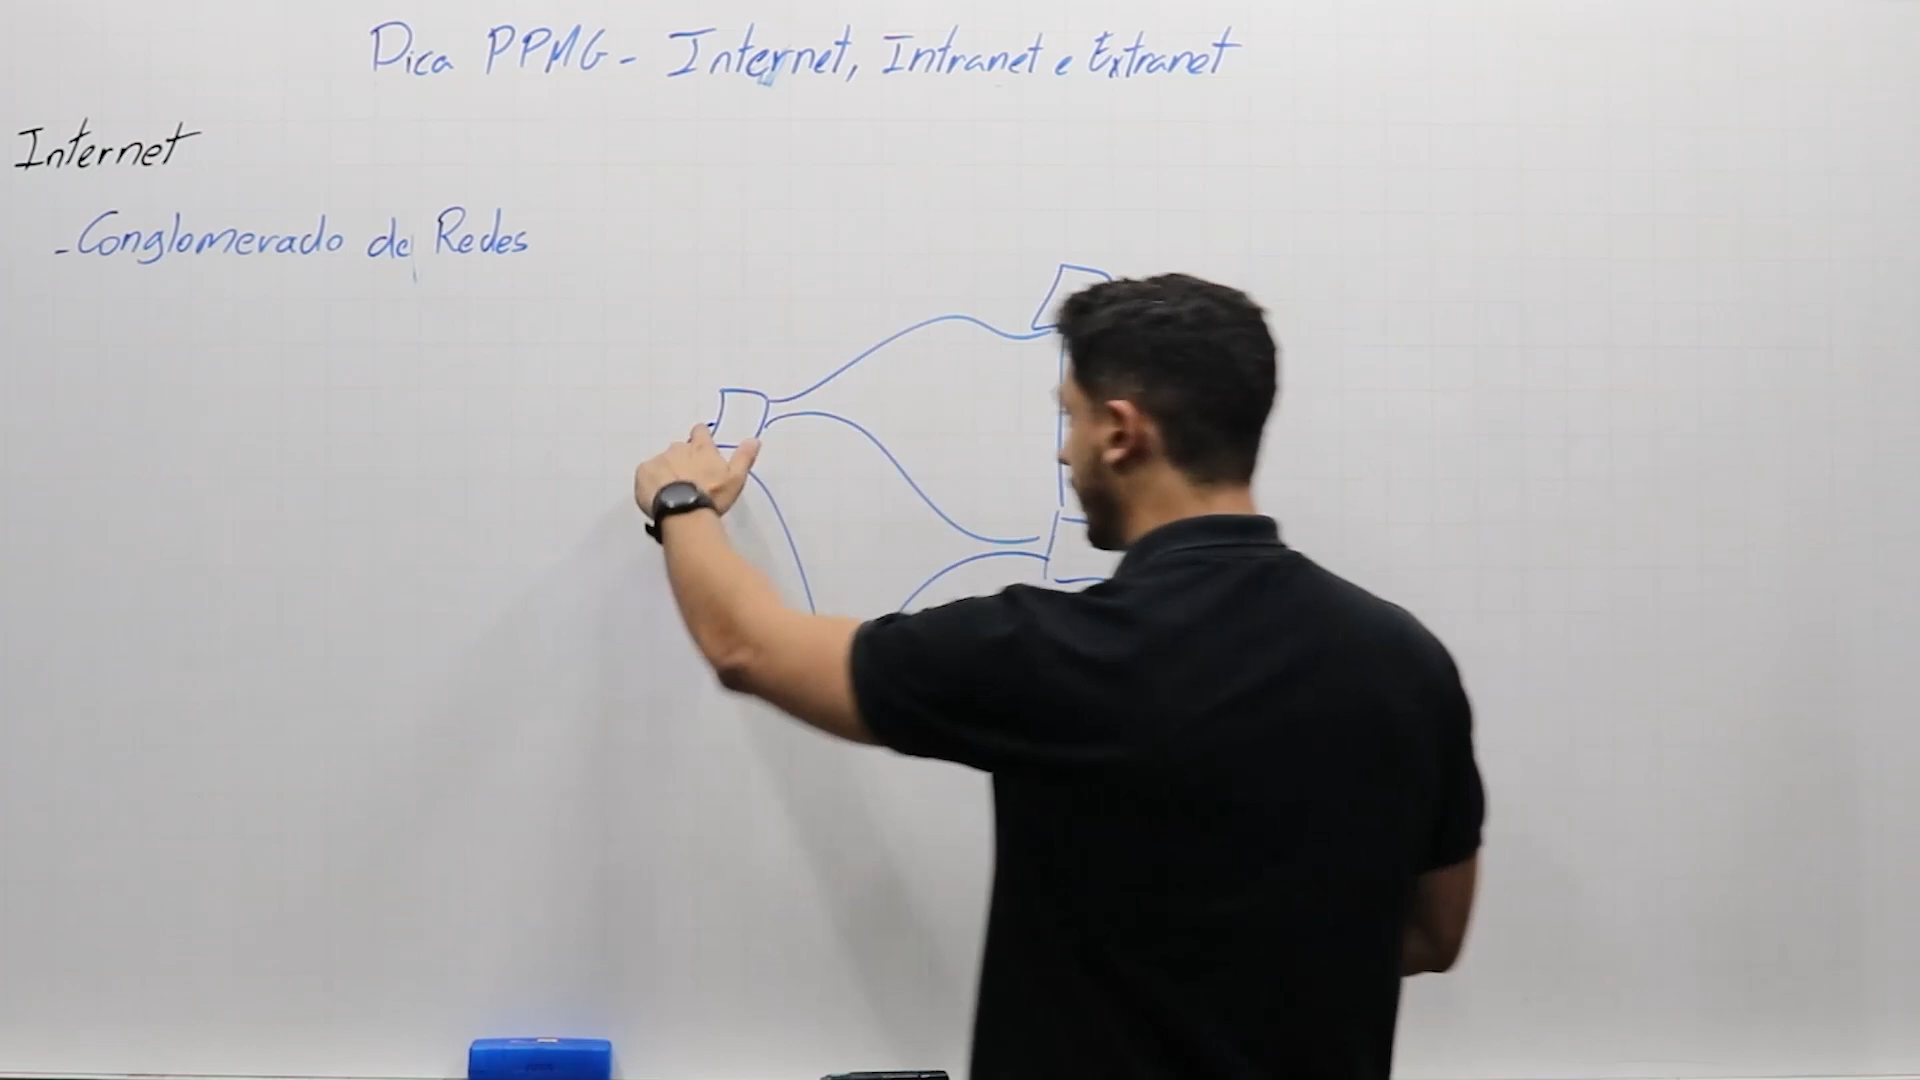 Dica PPMG - Internet, Intranet e Extranet
Internet
- Conglomerado de Redes